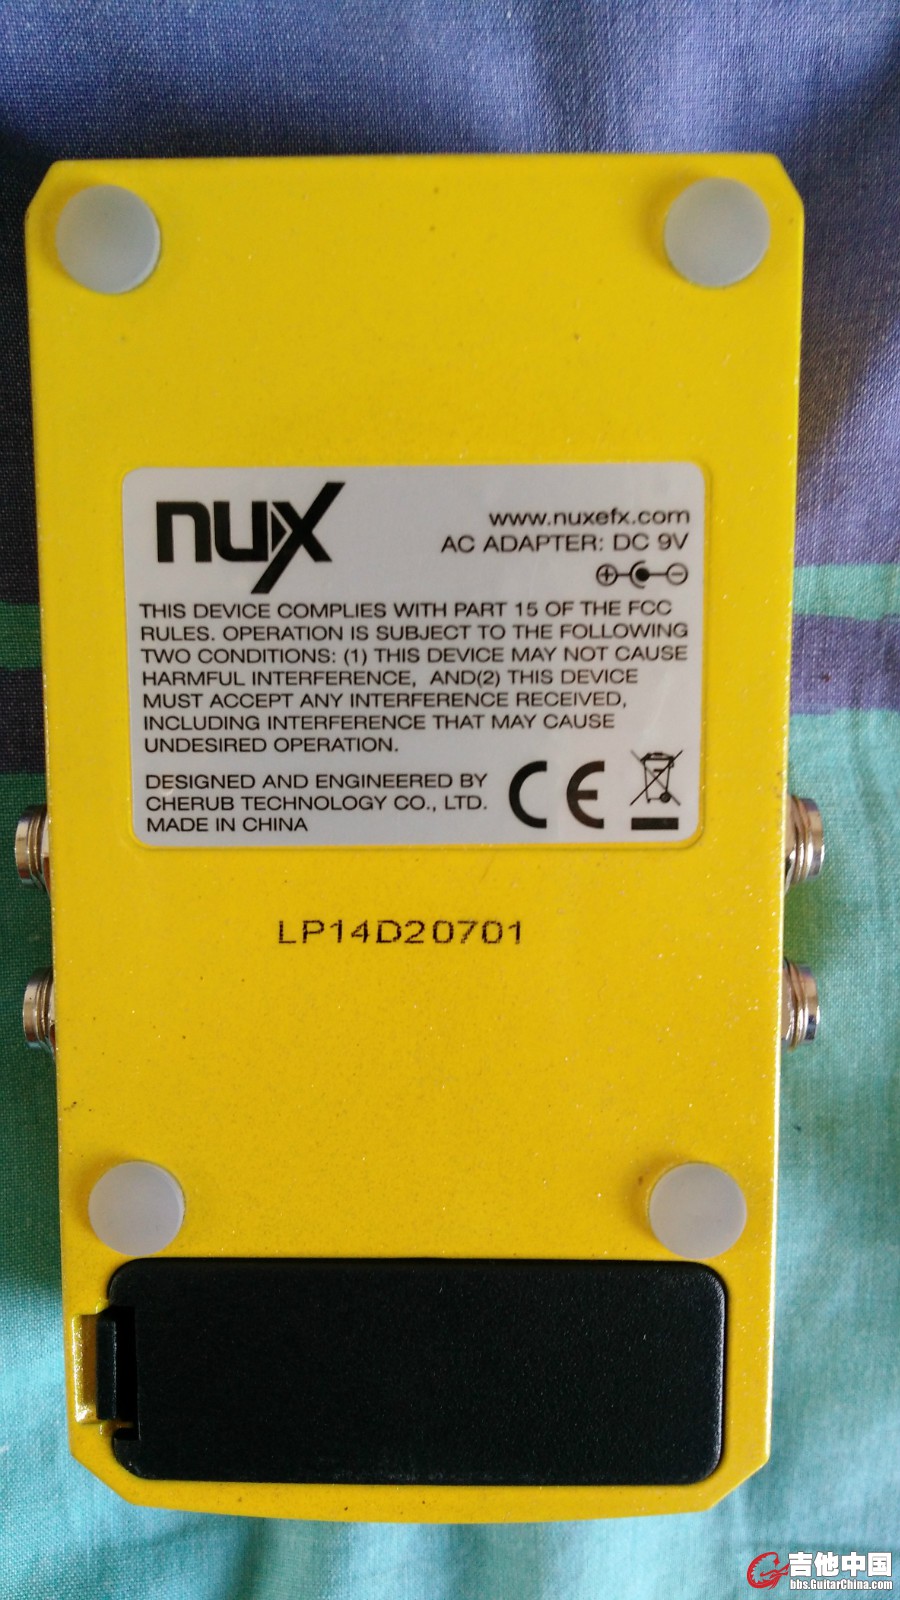 nux
www.nuxefx.com
AC ADAPTER: DC 9V
THIS DEVICE COMPLIES WITH PART 15 OF THE FCC
RULES. OPERATION IS SUBJECT TO THE FOLLOWING
TWO CONDITIONS: (1) THIS DEVICE MAY NOT CAUSE
HARMFUL INTERFERENCE, AND(2) THIS DEVICE
MUST ACCEPT ANY INTERFERENCE RECEIVED,
INCLUDING INTERFERENCE THAT MAY CAUSE
UNDESIRED OPERATION.
DESIGNED AND ENGINEERED BY
CHERUB TECHNOLOGY CO., LTD.
MADE IN CHINA
CE
LP14D20701
吉他中国
bbs.GuitarChina.com